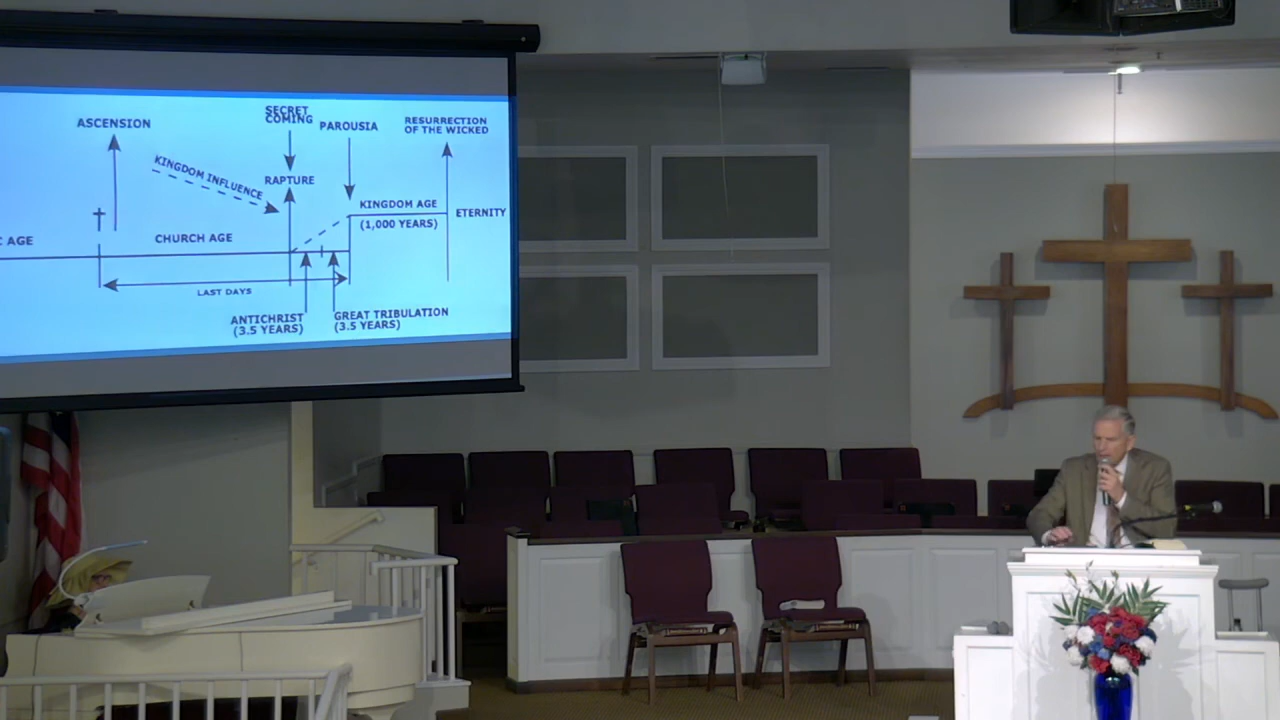 ASCENSION
SECRET
COMING
PAROUSIA
RESURRECTION
OF THE WICKED
KINGDOM INFLUENCE
RAPTURE
KINGDOM AGE
(1,000 YEARS)
ETERNITY
AGE
CHURCH AGE
LAST DAYS
ANTICHRIST
(3.5 YEARS)
GREAT TRIBULATION
(3.5 YEARS)